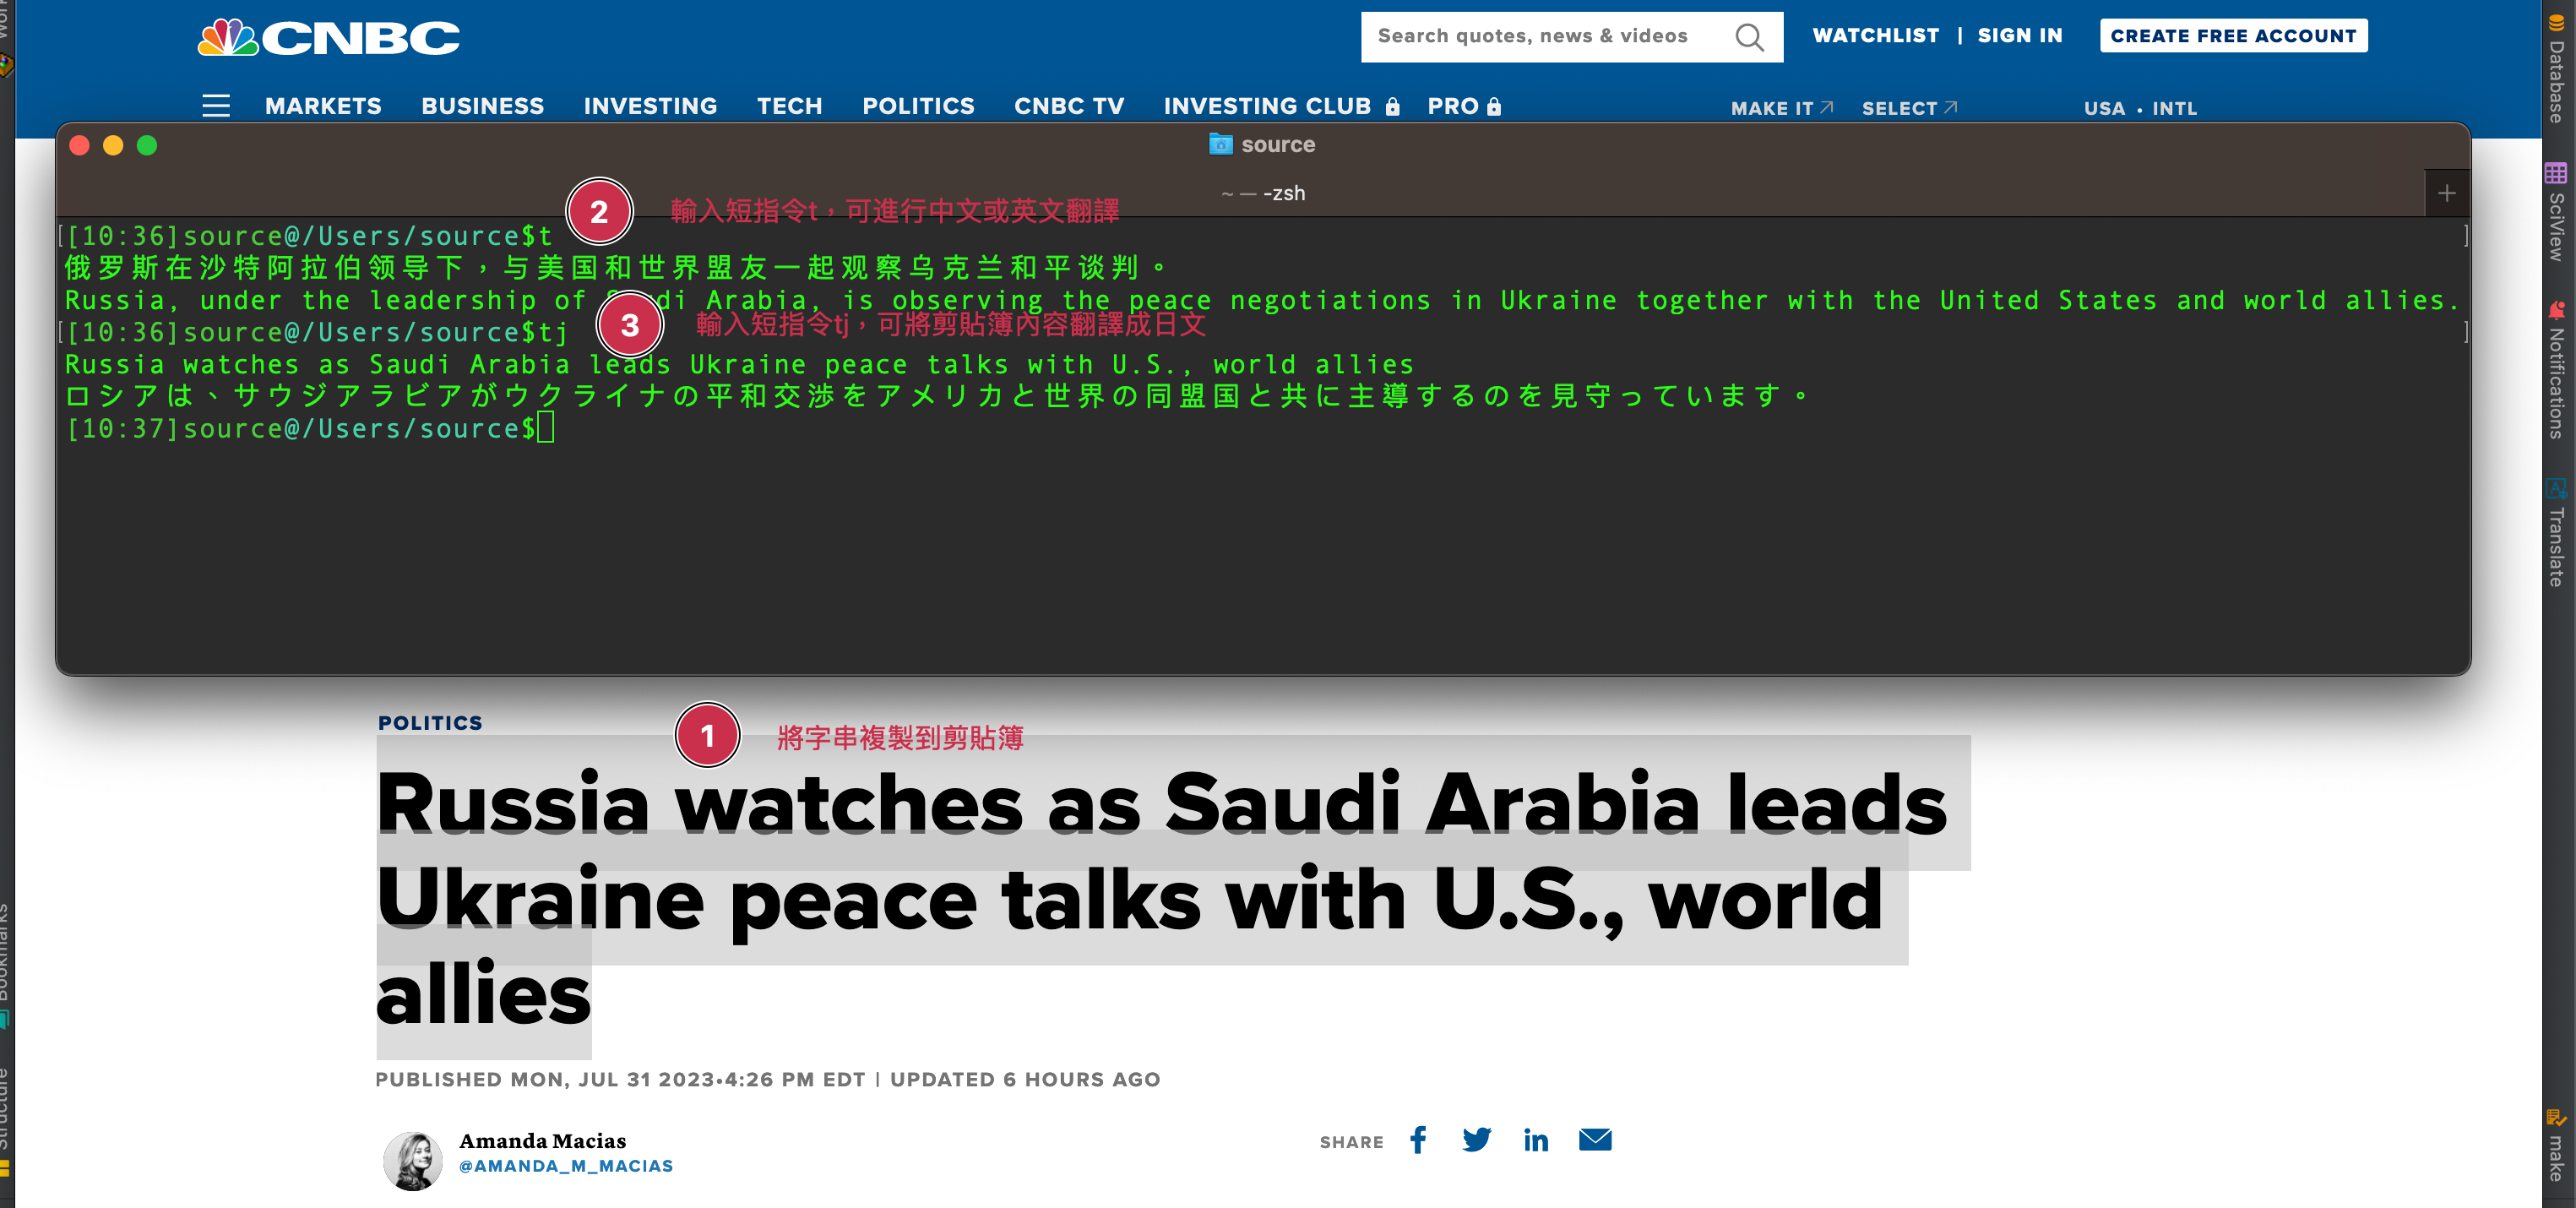 CNBC
Search quotes, news & videos
WATCHLIST | SIGN IN
CREATE FREE ACCOUNT
MARKETS BUSINESS INVESTING TECH POLITICS CNBC TV INVESTING CLUB PRO
MAKE IT SELECT USA • INTL
source
~ — -zsh
2 輸入短指令t，可進行中文或英文翻譯
[[10:36]source@/Users/source$t ]
俄罗斯在沙特阿拉伯领导下，与美国和世界盟友一起观察乌克兰和平谈判。
Russia, under the leadership of Saudi Arabia, is observing the peace negotiations in Ukraine together with the United States and world allies.
3 輸入短指令tj，可將剪貼簿內容翻譯成日文
[[10:36]source@/Users/source$tj ]
Russia watches as Saudi Arabia leads Ukraine peace talks with U.S., world allies
ロシアは、サウジアラビアがウクライナの平和交渉をアメリカと世界の同盟国と共に主導するのを見守っています。
[10:37]source@/Users/source$
POLITICS
1 將字串複製到剪貼簿
Russia watches as Saudi Arabia leads
Ukraine peace talks with U.S., world
allies
PUBLISHED MON, JUL 31 2023•4:26 PM EDT | UPDATED 6 HOURS AGO
Amanda Macias
@AMANDA_M_MACIAS
SHARE
Database
SciView
Notifications
Translate
make
Bookmarks
Structure